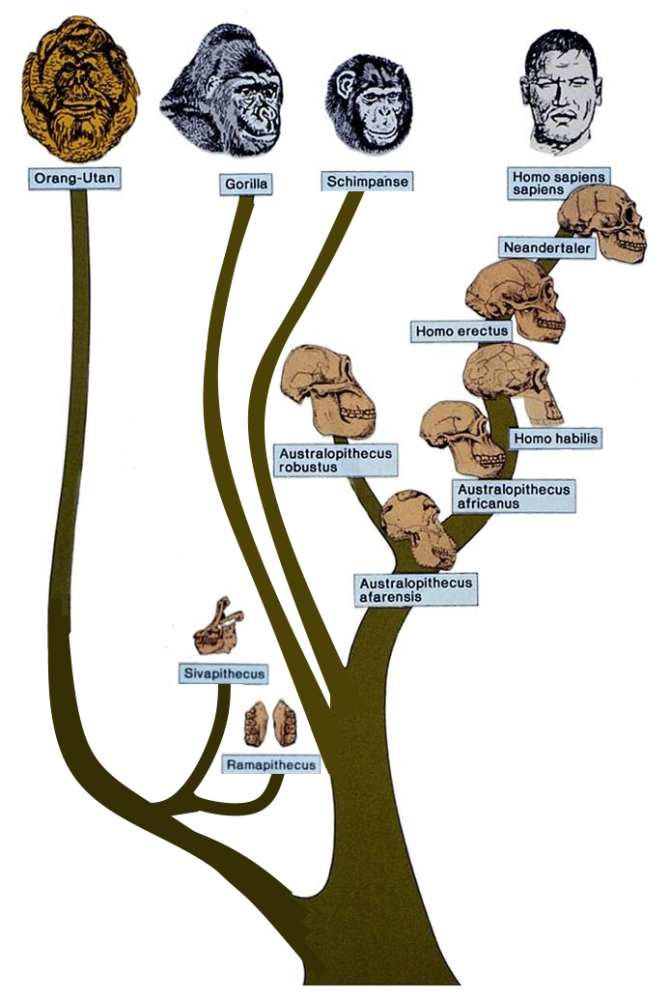 Orang-Utan
Gorilla
Schimpanse
Homo sapiens
sapiens
Neandertaler
Homo erectus
Homo habilis
Australopithecus
robustus
Australopithecus
africanus
Australopithecus
afarensis
Sivapithecus
Ramapithecus